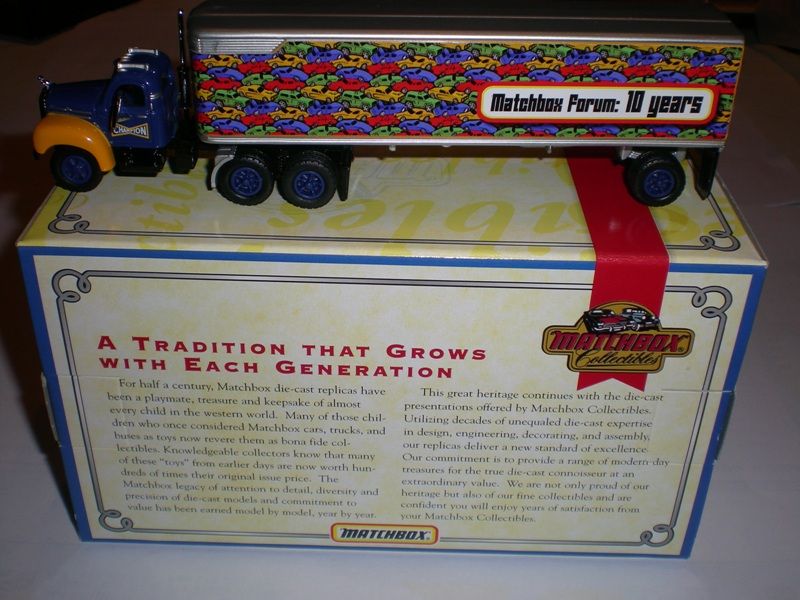 CHAMPION
Matchbox Forum: 10 years
MATCHBOX
Collectibles
A TRADITION THAT GROWS
WITH EACH GENERATION
For half a century, Matchbox die-cast replicas have
been a playmate, treasure and keepsake of almost
every child in the western world. Many of those chil-
dren who once considered Matchbox cars, trucks, and
buses as toys now revere them as bona fide col-
lectibles. Knowledgeable collectors know that many
of these "toys" from earlier days are now worth hun-
dreds of times their original issue price. The
Matchbox legacy of attention to detail, diversity and
precision of die-cast models and commitment to
value has been earned model by model, year by year.
This great heritage continues with the die-cast
presentations offered by Matchbox Collectibles.
Utilizing decades of unequaled die-cast expertise
in design, engineering, decorating, and assembly,
our replicas deliver a new standard of excellence.
Our commitment is to provide a range of modern-day
treasures for the true die-cast connoisseur at an
extraordinary value. We are not only proud of our
heritage but also of our fine collectibles and are
confident you will enjoy years of satisfaction from
your Matchbox Collectibles.
MATCHBOX